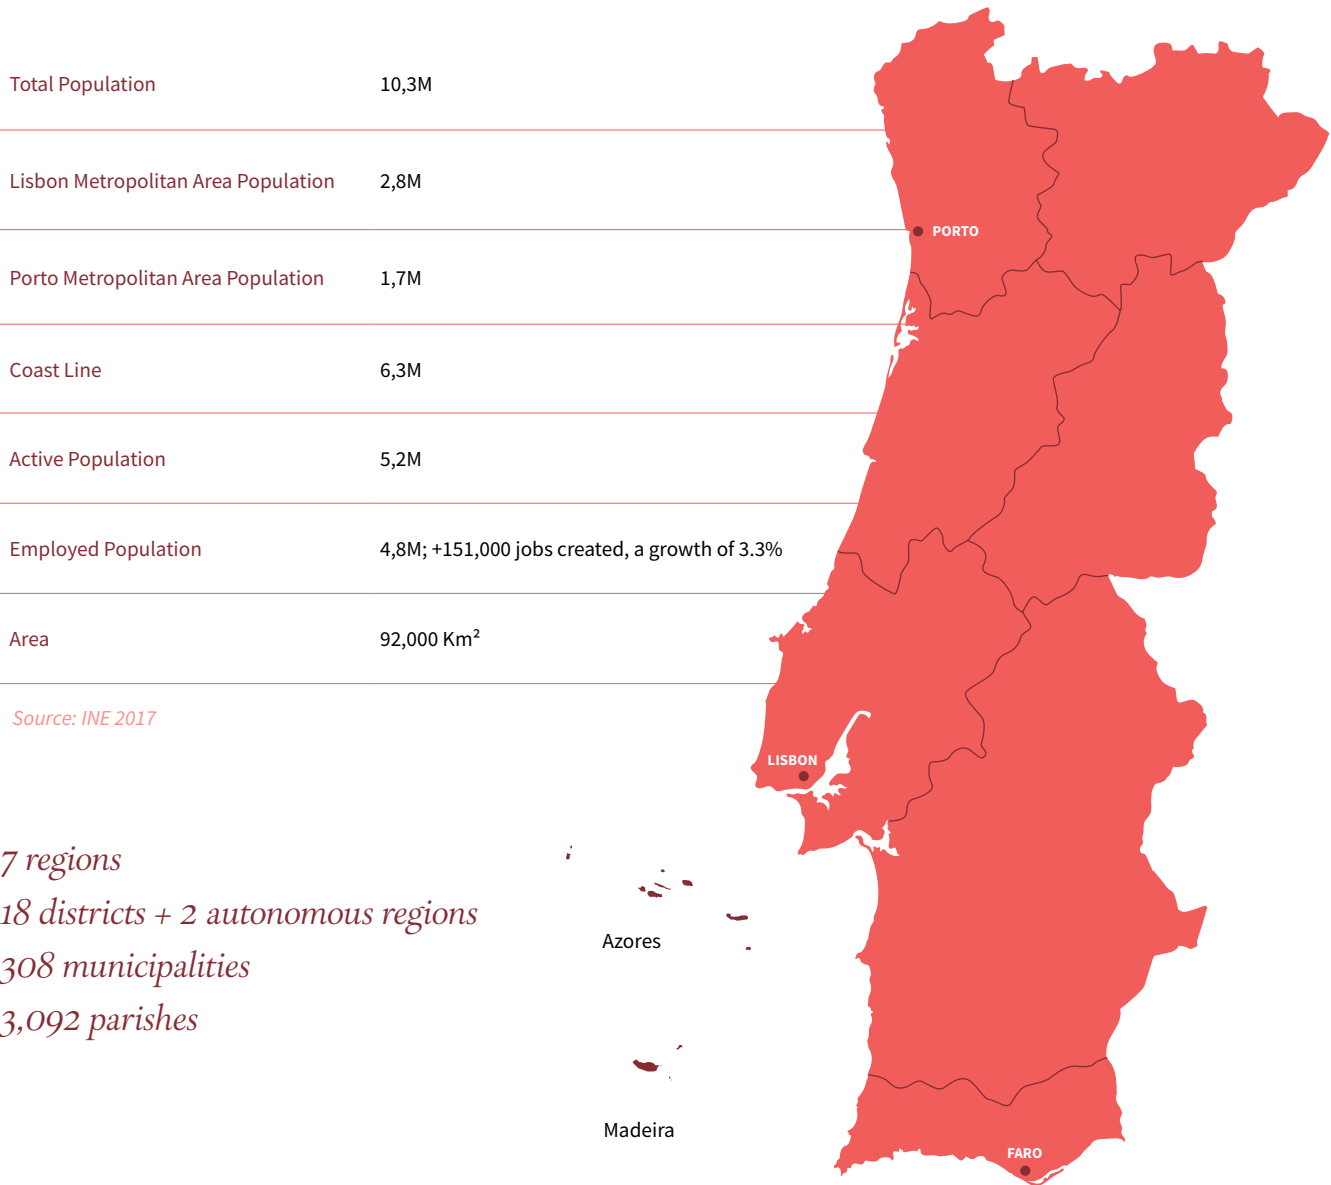 Total Population 10,3M
Lisbon Metropolitan Area Population 2,8M
PORTO
Porto Metropolitan Area Population 1,7M
Coast Line 6,3M
Active Population 5,2M
Employed Population 4,8M; +151,000 jobs created, a growth of 3.3%
Area 92,000 Km²
Source: INE 2017
LISBON
7 regions
18 districts + 2 autonomous regions
Azores
308 municipalities
3,092 parishes
Madeira
FARO